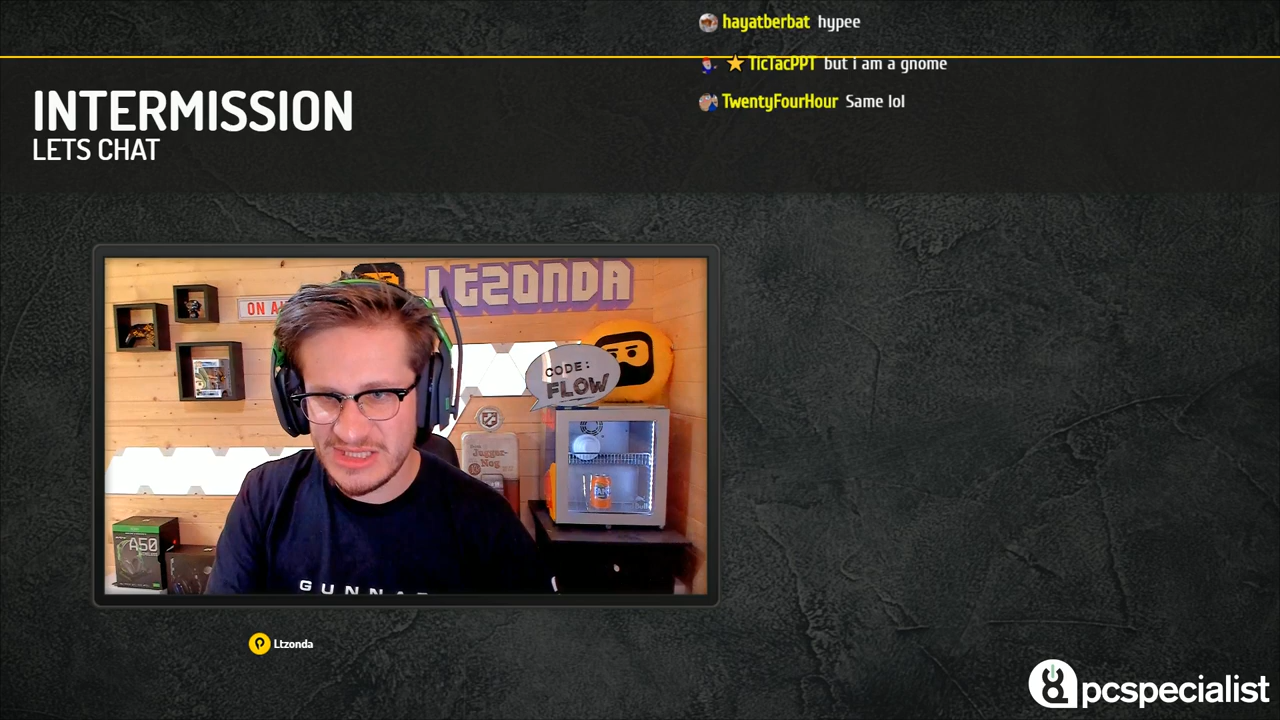 hayatberbat hypee
TicTacPPT but i am a gnome
TwentyFourHour Same lol
INTERMISSION
LETS CHAT
ON A
LTZONDA
CODE:
FLOW
Jugger-
Nog
A50
GUNNA
Ltzonda
pcspecialist